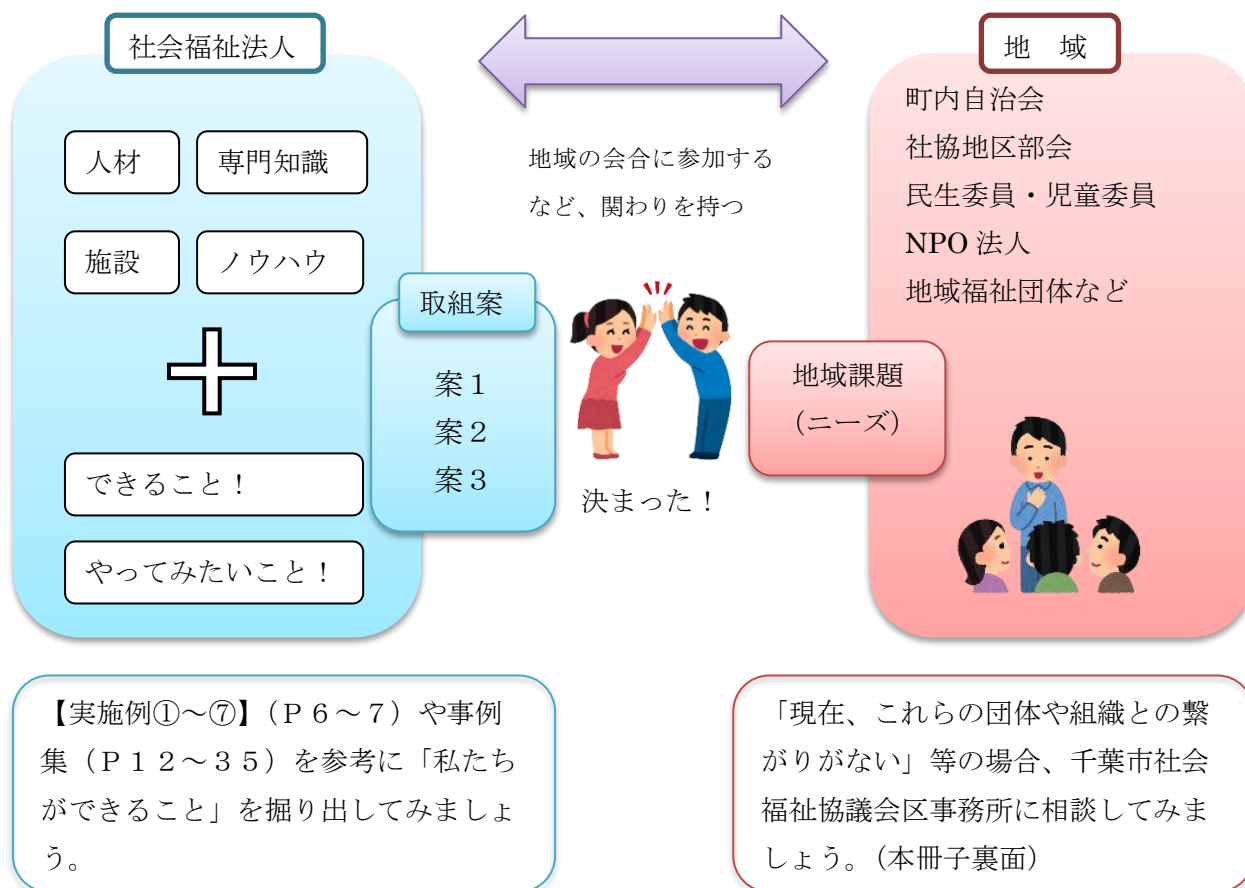 社会福祉法人
人材
専門知識
施設
ノウハウ
できること！
やってみたいこと！
取組案
案１
案２
案３
地域の会合に参加する
など、関わりを持つ
決まった！
地域課題
（ニーズ）
地　域
町内自治会
社協地区部会
民生委員・児童委員
NPO 法人
地域福祉団体など
【実施例①～⑦】（Ｐ６～７）や事例
集（Ｐ１２～３５）を参考に「私たち
ができること」を掘り出してみましょ
う。
「現在、これらの団体や組織との繋
がりがない」等の場合、千葉市社会
福祉協議会区事務所に相談してみま
しょう。（本冊子裏面）